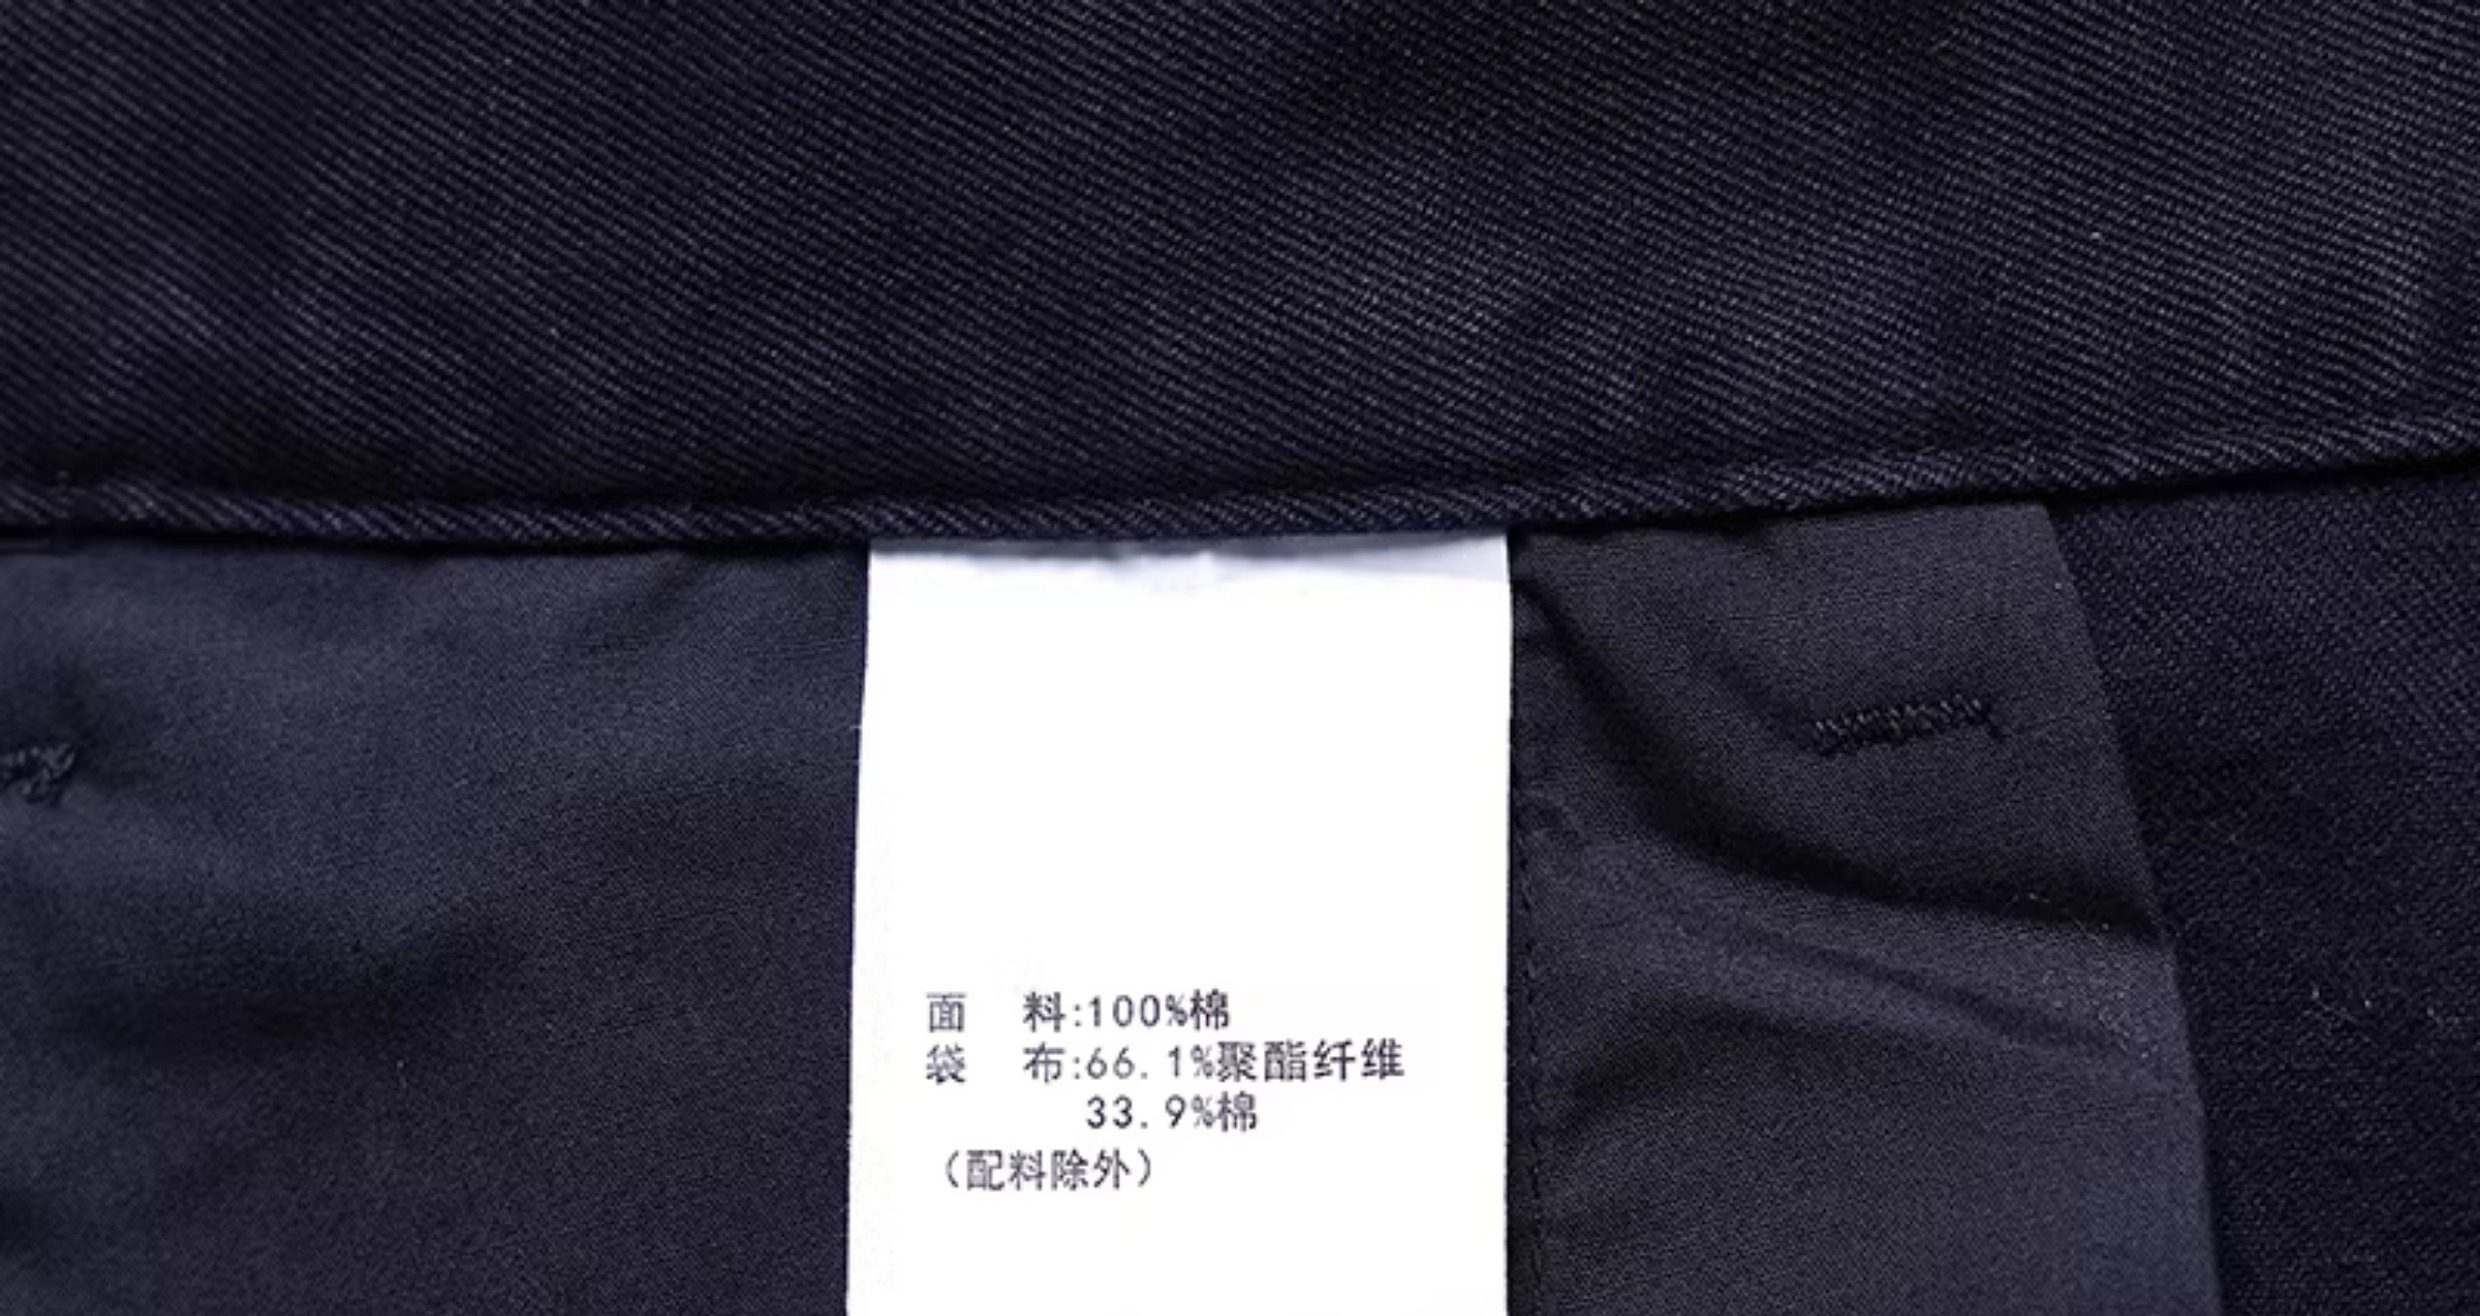 面 料:100%棉
袋 布:66.1%聚酯纤维
33.9%棉
(配料除外)